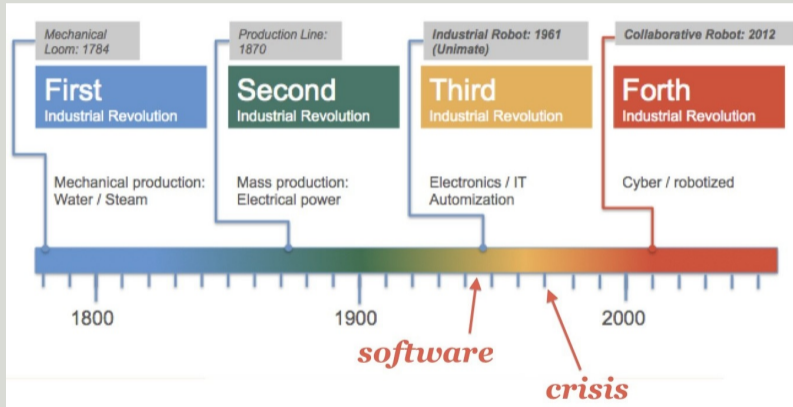 Mechanical
Loom: 1784
Production Line:
1870
Industrial Robot: 1961
(Unimate)
Collaborative Robot: 2012
First
Industrial Revolution
Second
Industrial Revolution
Third
Industrial Revolution
Forth
Industrial Revolution
Mechanical production:
Water / Steam
Mass production:
Electrical power
Electronics / IT
Automization
Cyber / robotized
1800
1900
2000
software
crisis